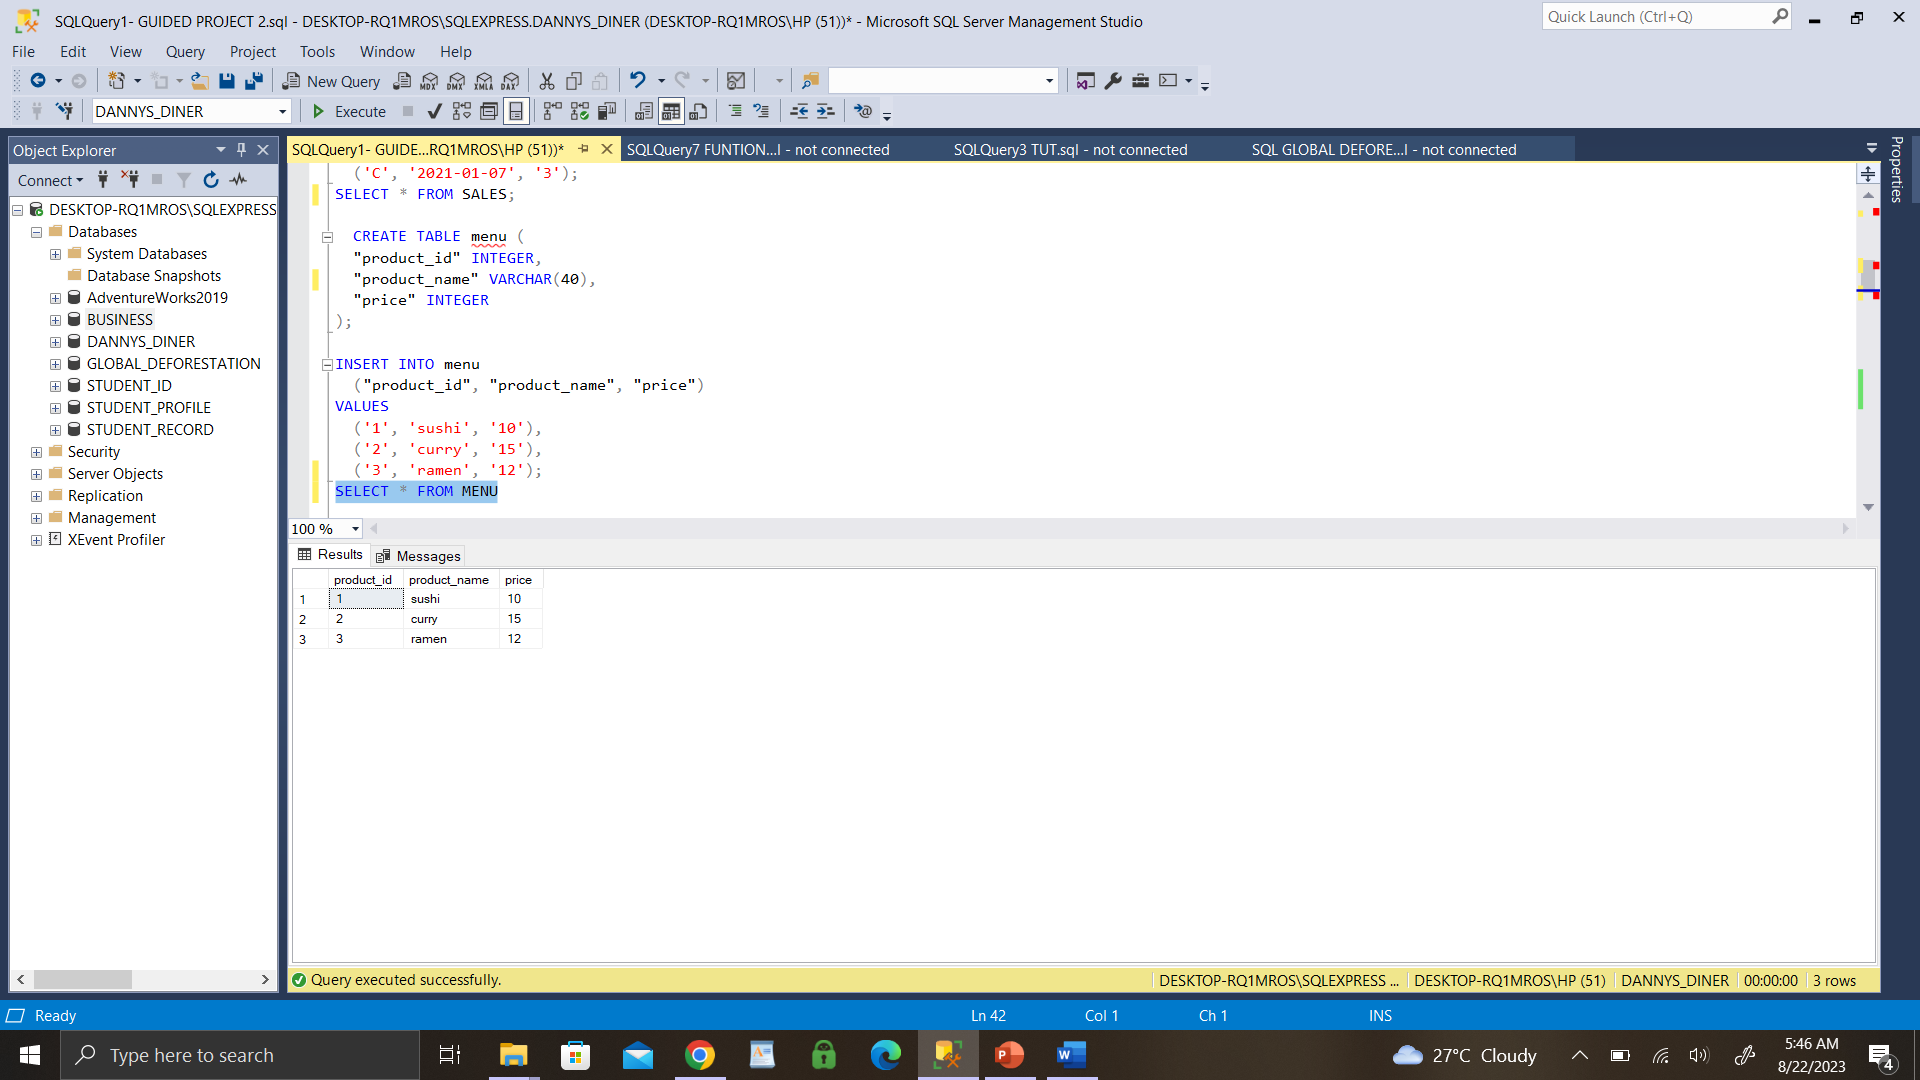 SQLQuery1- GUIDED PROJECT 2.sql - DESKTOP-RQ1MROS\SQLEXPRESS.DANNYS_DINER (DESKTOP-RQ1MROS\HP (51))* - Microsoft SQL Server Management Studio
Quick Launch (Ctrl+Q)
File Edit View Query Project Tools Window Help
New Query MDX DMX XMLA DAX
DANNYS_DINER Execute
Object Explorer
Connect
DESKTOP-RQ1MROS\SQLEXPRESS
Databases
System Databases
Database Snapshots
AdventureWorks2019
BUSINESS
DANNYS_DINER
GLOBAL_DEFORESTATION
STUDENT_ID
STUDENT_PROFILE
STUDENT_RECORD
Security
Server Objects
Replication
Management
XEvent Profiler
SQLQuery1- GUIDE...RQ1MROS\HP (51))* SQLQuery7 FUNTION...l - not connected SQLQuery3 TUT.sql - not connected SQL GLOBAL DEFORE...l - not connected
Properties
('C', '2021-01-07', '3');
SELECT * FROM SALES;
CREATE TABLE menu (
"product_id" INTEGER,
"product_name" VARCHAR(40),
"price" INTEGER
);
INSERT INTO menu
("product_id", "product_name", "price")
VALUES
('1', 'sushi', '10'),
('2', 'curry', '15'),
('3', 'ramen', '12');
SELECT * FROM MENU
100 %
Results Messages
product_id product_name price
1 1 sushi 10
2 2 curry 15
3 3 ramen 12
Query executed successfully. DESKTOP-RQ1MROS\SQLEXPRESS ... DESKTOP-RQ1MROS\HP (51) DANNYS_DINER 00:00:00 3 rows
Ready Ln 42 Col 1 Ch 1 INS
Type here to search 27°C Cloudy 5:46 AM
8/22/2023 4